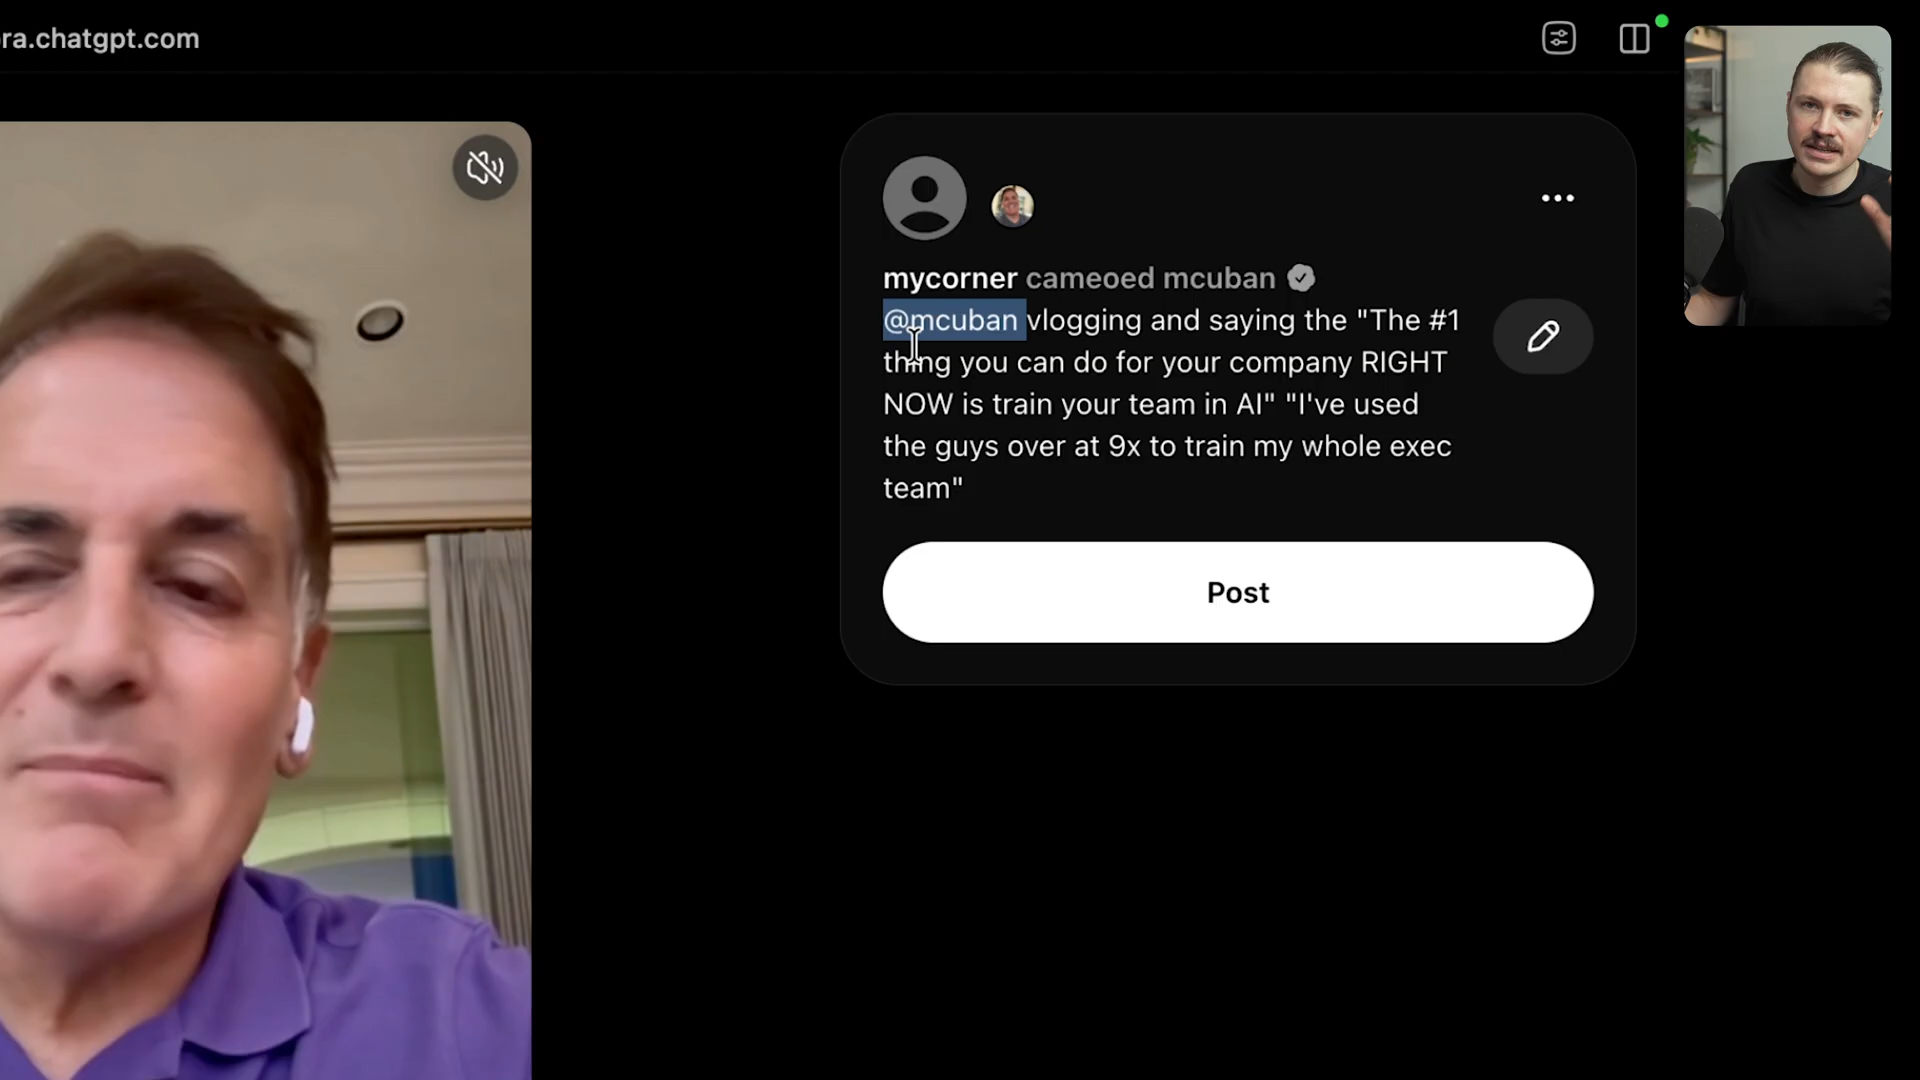 ra.chatgpt.com
mycorner cameoed mcuban
@mcuban vlogging and saying the "The #1
thing you can do for your company RIGHT
NOW is train your team in AI" "I've used
the guys over at 9x to train my whole exec
team"
Post